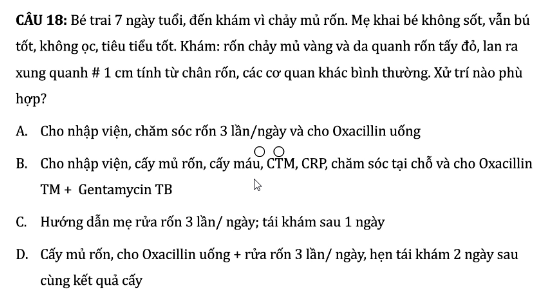 CÂU 18: Bé trai 7 ngày tuổi, đến khám vì chảy mủ rốn. Mẹ khai bé không sốt, vẫn bú
tốt, không ọc, tiêu tiểu tốt. Khám: rốn chảy mủ vàng và da quanh rốn tấy đỏ, lan ra
xung quanh # 1 cm tính từ chân rốn, các cơ quan khác bình thường. Xử trí nào phù
hợp?
A. Cho nhập viện, chăm sóc rốn 3 lần/ngày và cho Oxacillin uống
B. Cho nhập viện, cấy mủ rốn, cấy máu, CTM, CRP, chăm sóc tại chỗ và cho Oxacillin
TM + Gentamycin TB
C. Hướng dẫn mẹ rửa rốn 3 lần/ ngày; tái khám sau 1 ngày
D. Cấy mủ rốn, cho Oxacillin uống + rửa rốn 3 lần/ ngày, hẹn tái khám 2 ngày sau
cùng kết quả cấy